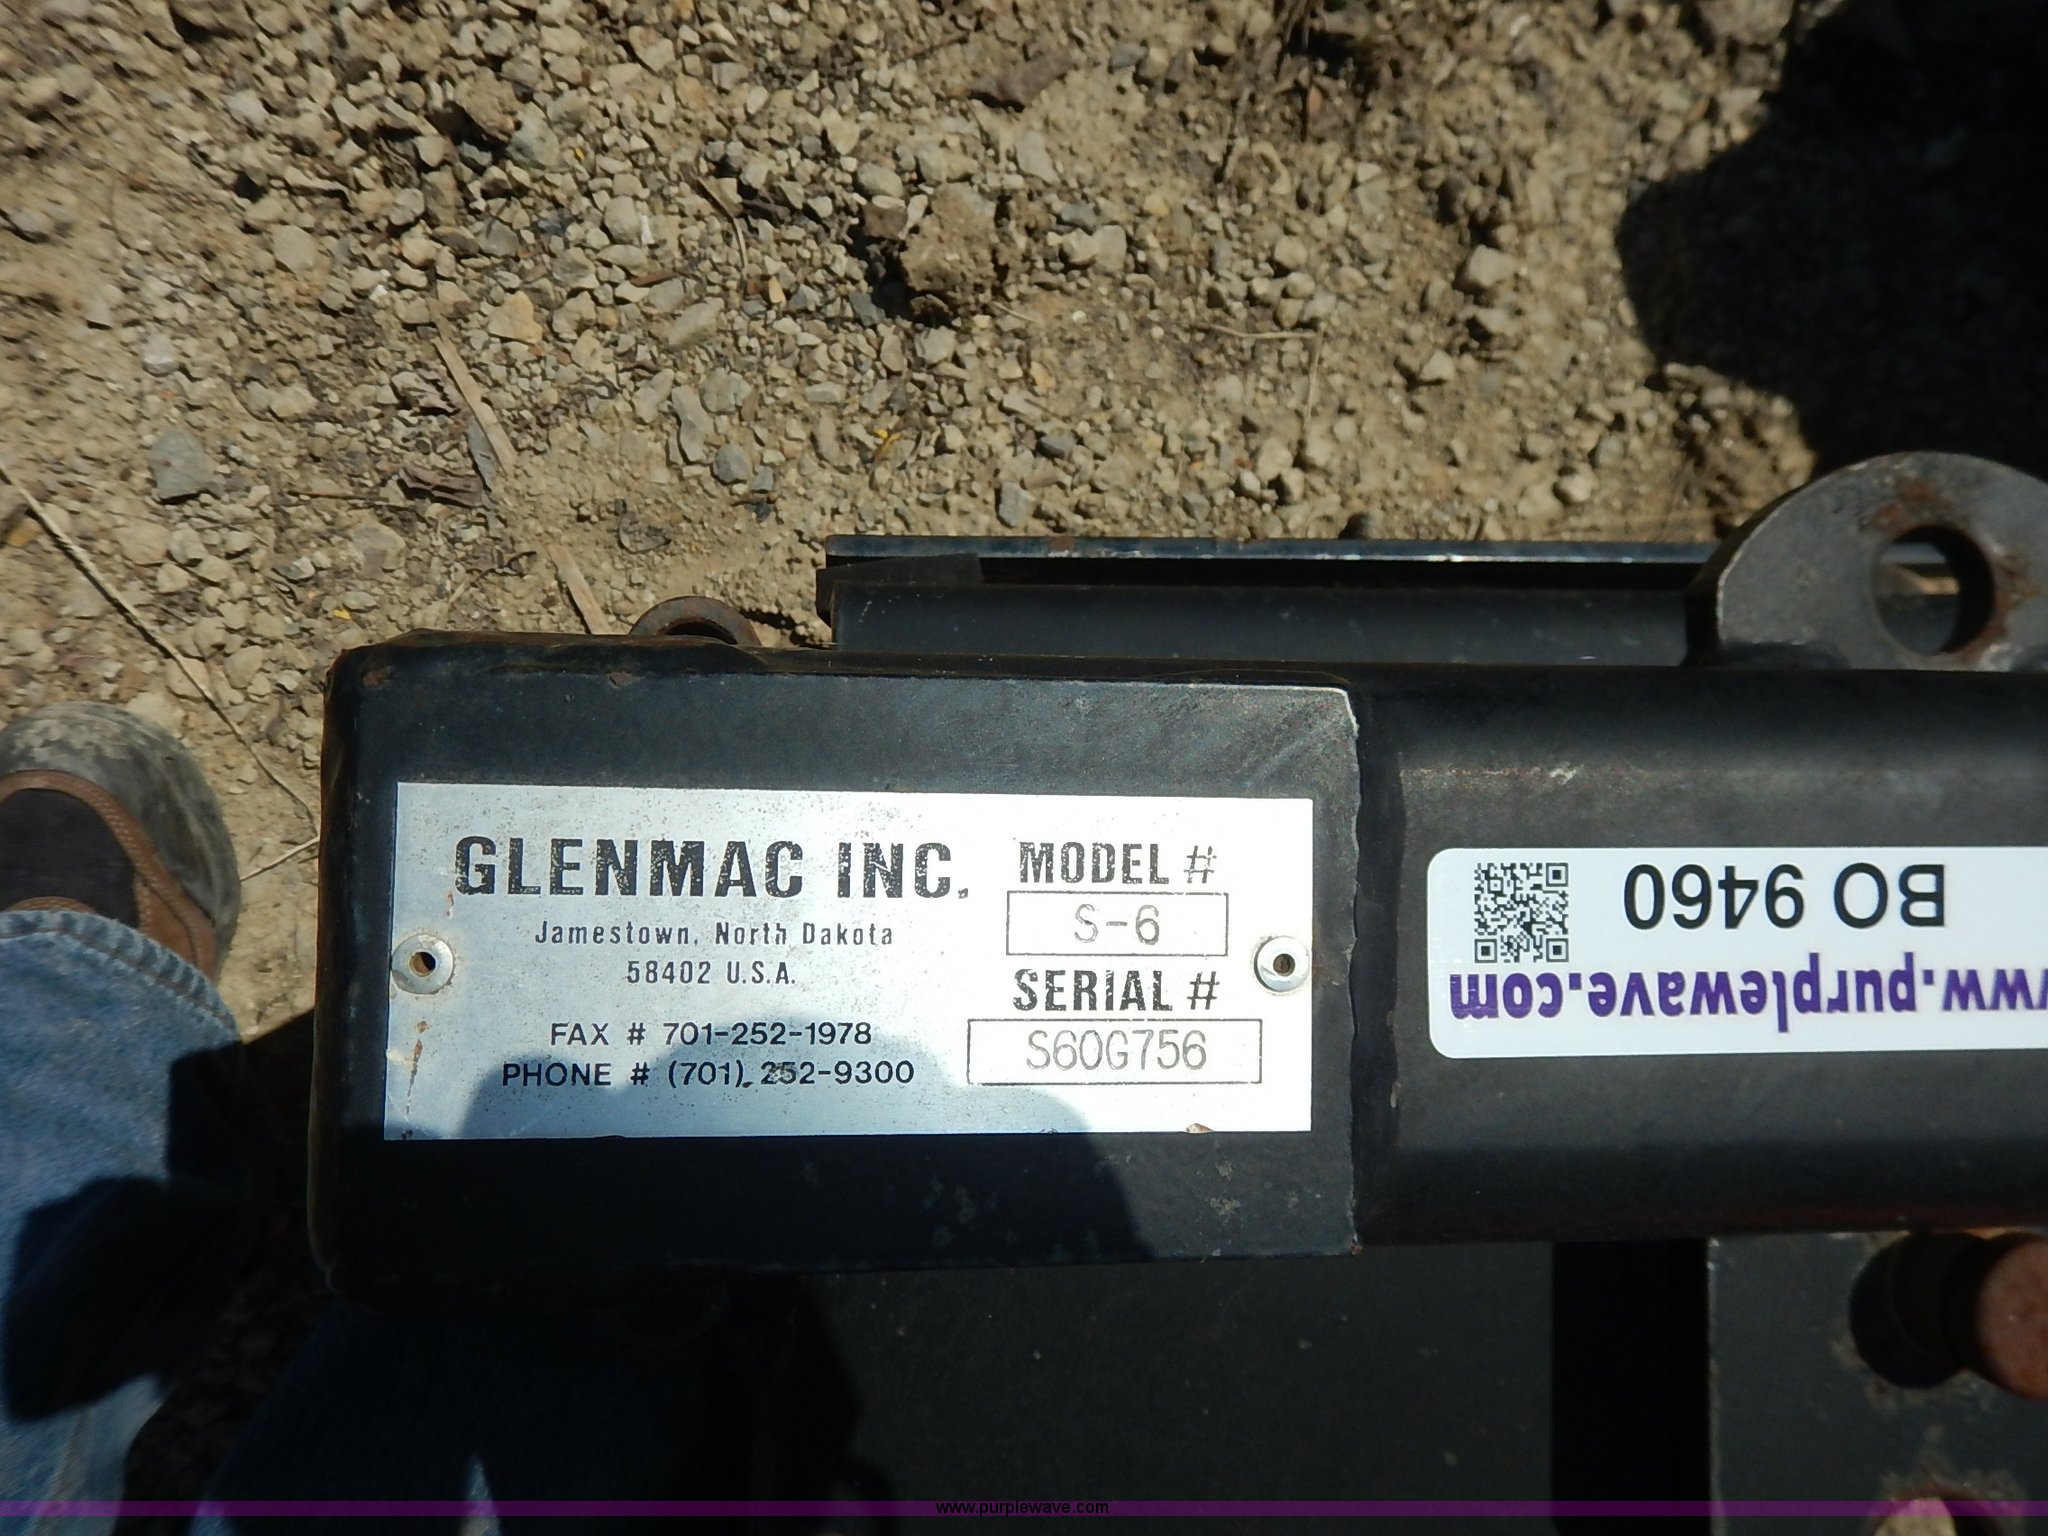 GLENMAC INC.
Jamestown, North Dakota
58402 U.S.A.
FAX # 701-252-1978
PHONE # (701) 252-9300
MODEL #
S-6
SERIAL #
S60G756
BO 9460
www.purplewave.com
www.purplewave.com